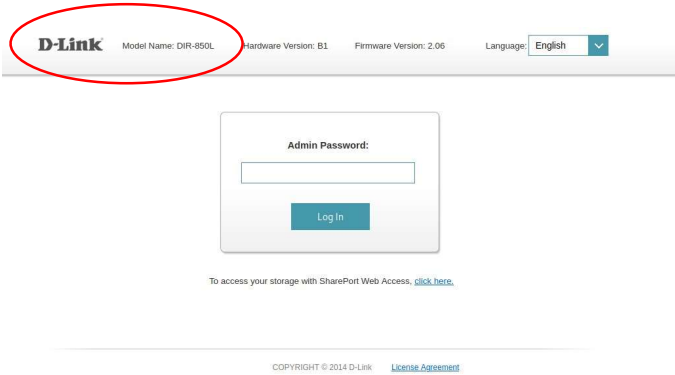 D-Link Model Name: DIR-850L Hardware Version: B1 Firmware Version: 2.06 Language: English
Admin Password:
Log In
To access your storage with SharePort Web Access, click here.
COPYRIGHT © 2014 D-Link License Agreement